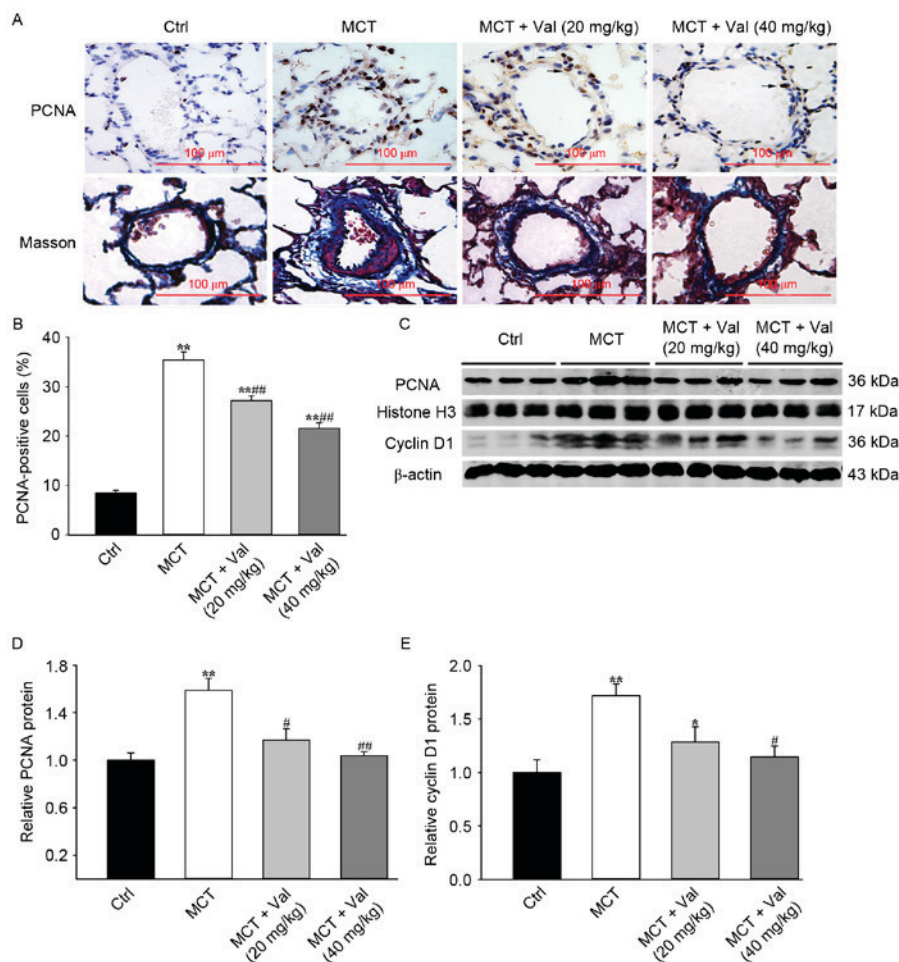 A
Ctrl
MCT
MCT + Val (20 mg/kg)
MCT + Val (40 mg/kg)
PCNA
100 μm
100 μm
100 μm
100 μm
Masson
100 μm
100 μm
100 μm
100 μm
B
PCNA-positive cells (%)
40
30
20
10
0
**
**##
**##
Ctrl
MCT
MCT + Val
(20 mg/kg)
MCT + Val
(40 mg/kg)
C
Ctrl
MCT
MCT + Val
(20 mg/kg)
MCT + Val
(40 mg/kg)
PCNA
36 kDa
Histone H3
17 kDa
Cyclin D1
36 kDa
β-actin
43 kDa
D
Relative PCNA protein
1.8
1.4
1.0
0.6
0.2
**
#
##
Ctrl
MCT
MCT + Val
(20 mg/kg)
MCT + Val
(40 mg/kg)
E
Relative cyclin D1 protein
2.0
1.5
1.0
0.5
0.0
**
*
#
Ctrl
MCT
MCT + Val
(20 mg/kg)
MCT + Val
(40 mg/kg)